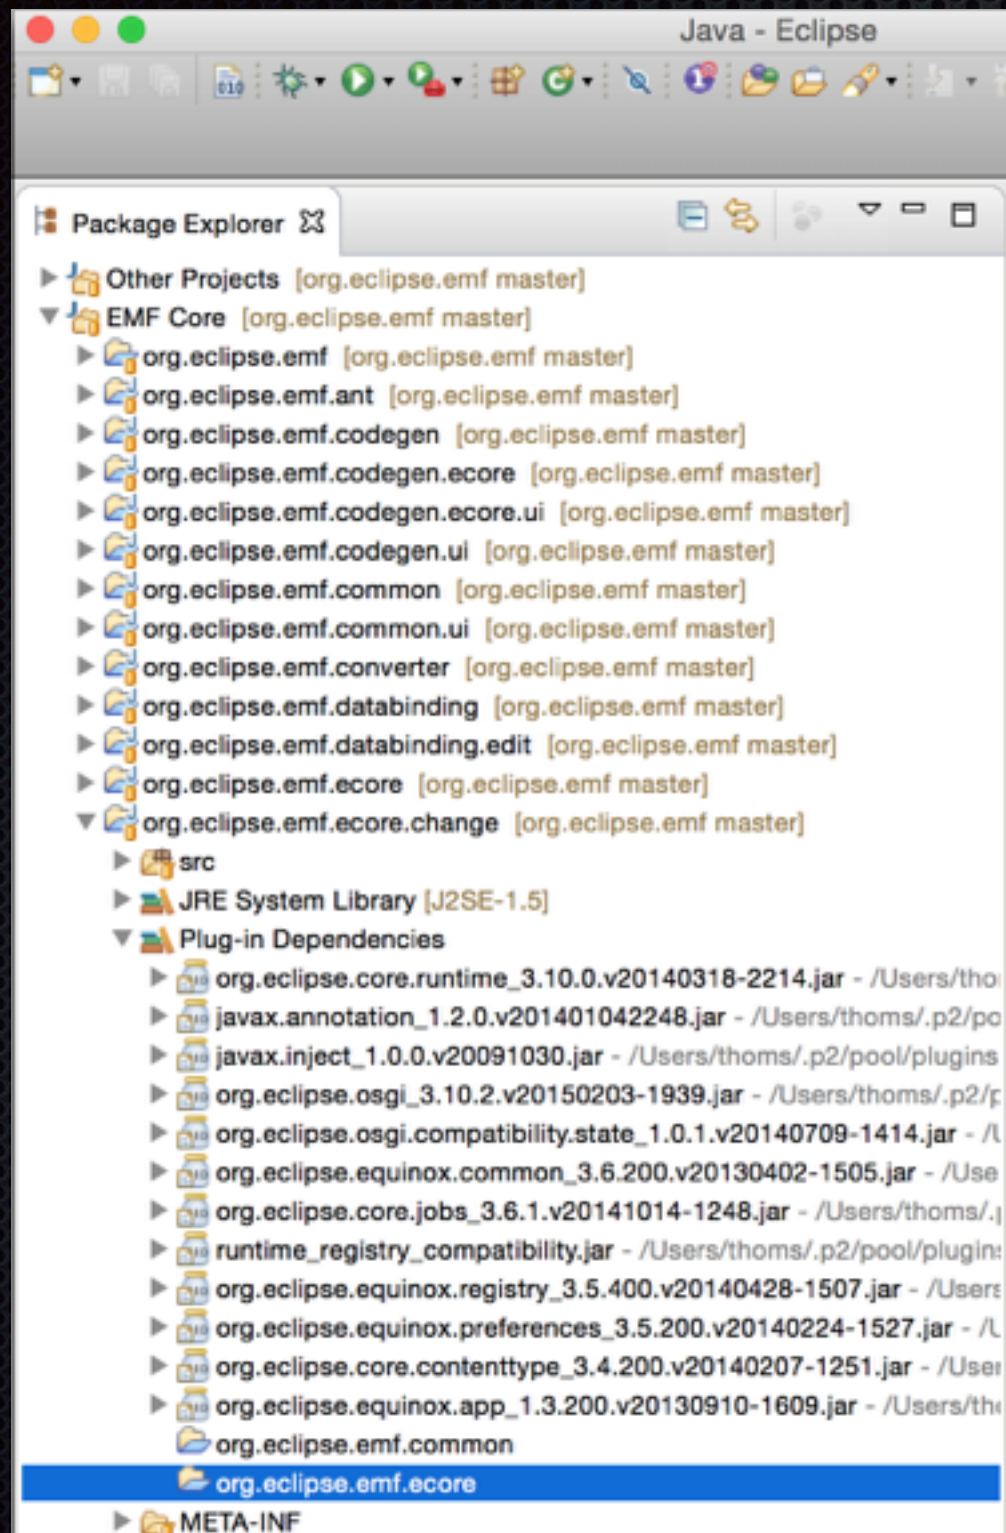 Java - Eclipse
Package Explorer
Other Projects [org.eclipse.emf master]
EMF Core [org.eclipse.emf master]
org.eclipse.emf [org.eclipse.emf master]
org.eclipse.emf.ant [org.eclipse.emf master]
org.eclipse.emf.codegen [org.eclipse.emf master]
org.eclipse.emf.codegen.ecore [org.eclipse.emf master]
org.eclipse.emf.codegen.ecore.ui [org.eclipse.emf master]
org.eclipse.emf.codegen.ui [org.eclipse.emf master]
org.eclipse.emf.common [org.eclipse.emf master]
org.eclipse.emf.common.ui [org.eclipse.emf master]
org.eclipse.emf.converter [org.eclipse.emf master]
org.eclipse.emf.databinding [org.eclipse.emf master]
org.eclipse.emf.databinding.edit [org.eclipse.emf master]
org.eclipse.emf.ecore [org.eclipse.emf master]
org.eclipse.emf.ecore.change [org.eclipse.emf master]
src
JRE System Library [J2SE-1.5]
Plug-in Dependencies
org.eclipse.core.runtime_3.10.0.v20140318-2214.jar - /Users/tho
javax.annotation_1.2.0.v201401042248.jar - /Users/thoms/.p2/po
javax.inject_1.0.0.v20091030.jar - /Users/thoms/.p2/pool/plugins
org.eclipse.osgi_3.10.2.v20150203-1939.jar - /Users/thoms/.p2/p
org.eclipse.osgi.compatibility.state_1.0.1.v20140709-1414.jar - /U
org.eclipse.equinox.common_3.6.200.v20130402-1505.jar - /Use
org.eclipse.core.jobs_3.6.1.v20141014-1248.jar - /Users/thoms/.p
runtime_registry_compatibility.jar - /Users/thoms/.p2/pool/plugins
org.eclipse.equinox.registry_3.5.400.v20140428-1507.jar - /Users
org.eclipse.equinox.preferences_3.5.200.v20140224-1527.jar - /U
org.eclipse.core.contenttype_3.4.200.v20140207-1251.jar - /User
org.eclipse.equinox.app_1.3.200.v20130910-1609.jar - /Users/tho
org.eclipse.emf.common
org.eclipse.emf.ecore
META-INF